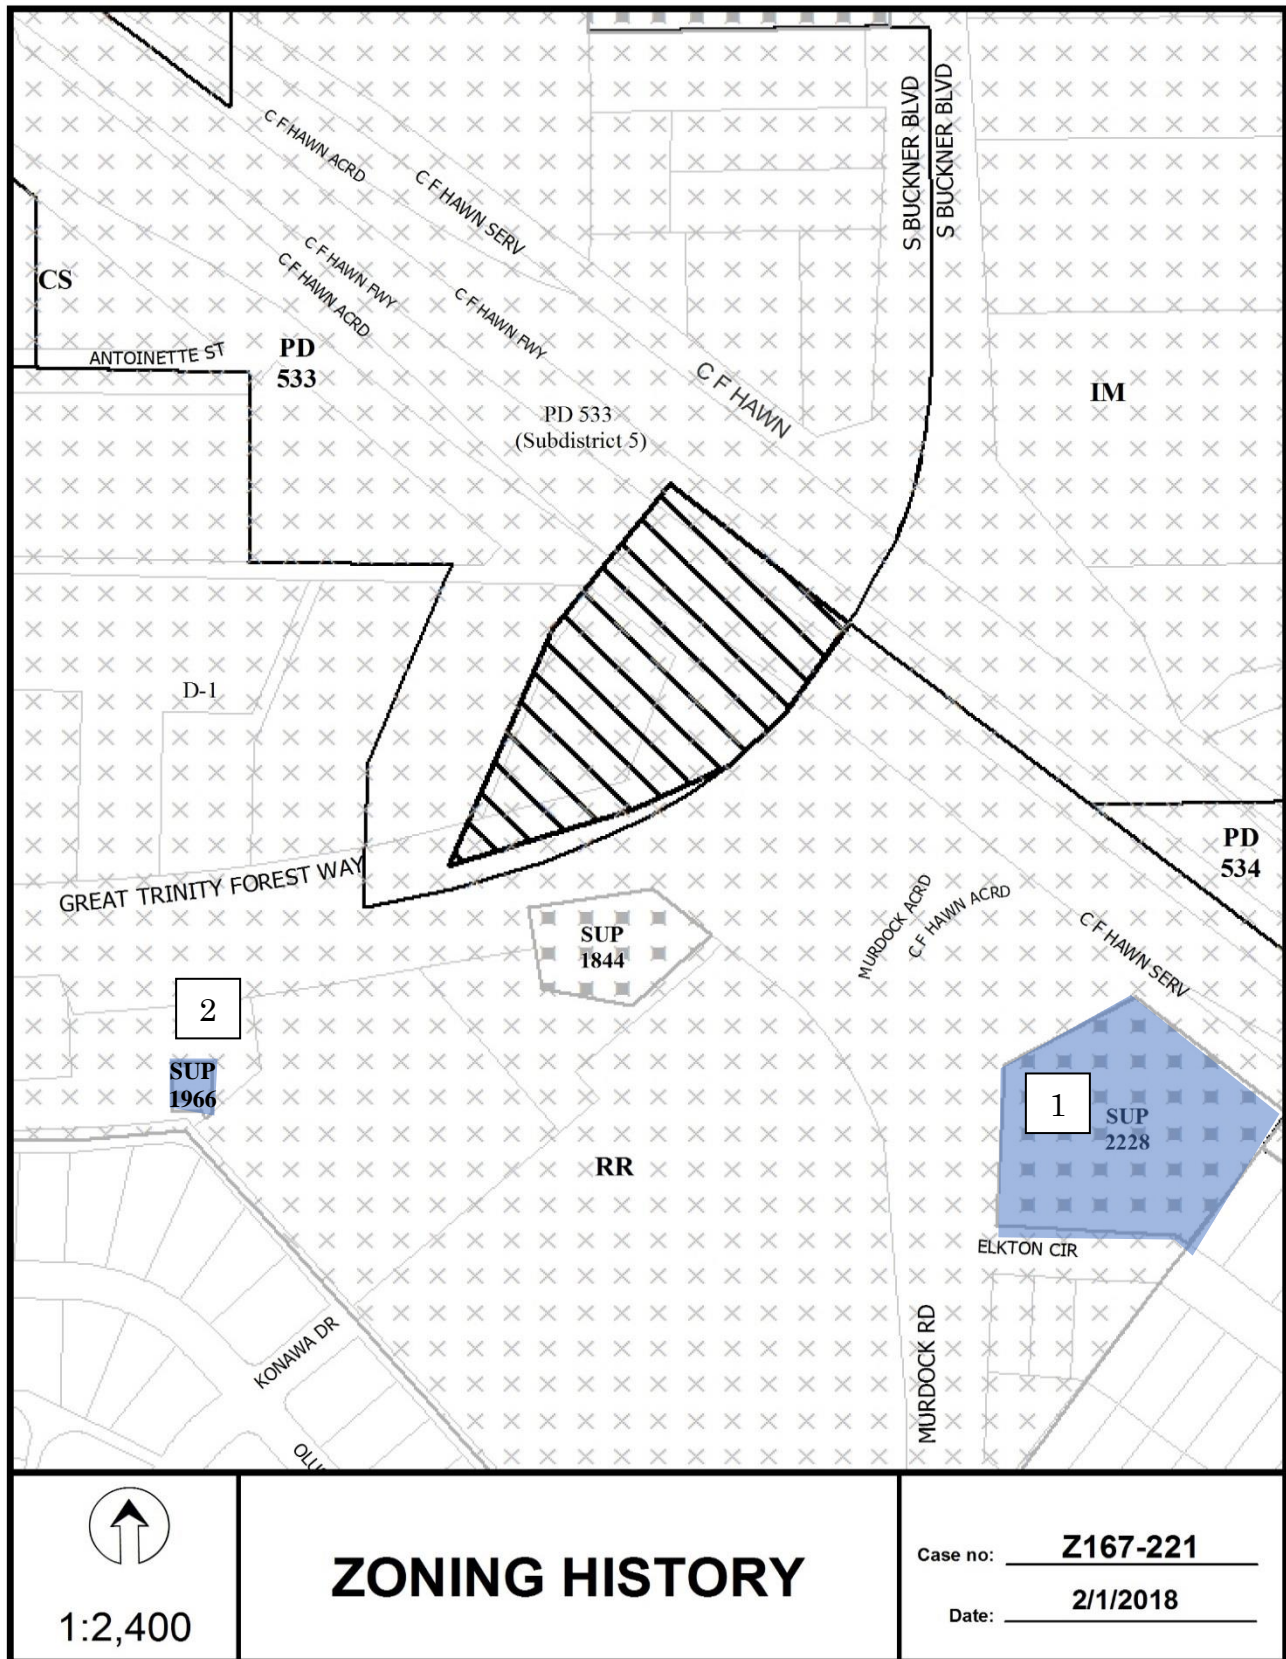 C F HAWN ACRD
C F HAWN SERV
S BUCKNER BLVD
S BUCKNER BLVD
C F HAWN FWY
C F HAWN ACRD
C F HAWN FWY
CS
ANTOINETTE ST
PD
533
C F HAWN
PD 533
(Subdistrict 5)
IM
D-1
PD
534
GREAT TRINITY FOREST WAY
MURDOCK ACRD
C F HAWN ACRD
C F HAWN SERV
SUP
1844
2
SUP
1966
1
SUP
2228
RR
ELKTON CIR
KONAWA DR
MURDOCK RD
1:2,400
ZONING HISTORY
Case no: Z167-221
Date: 2/1/2018